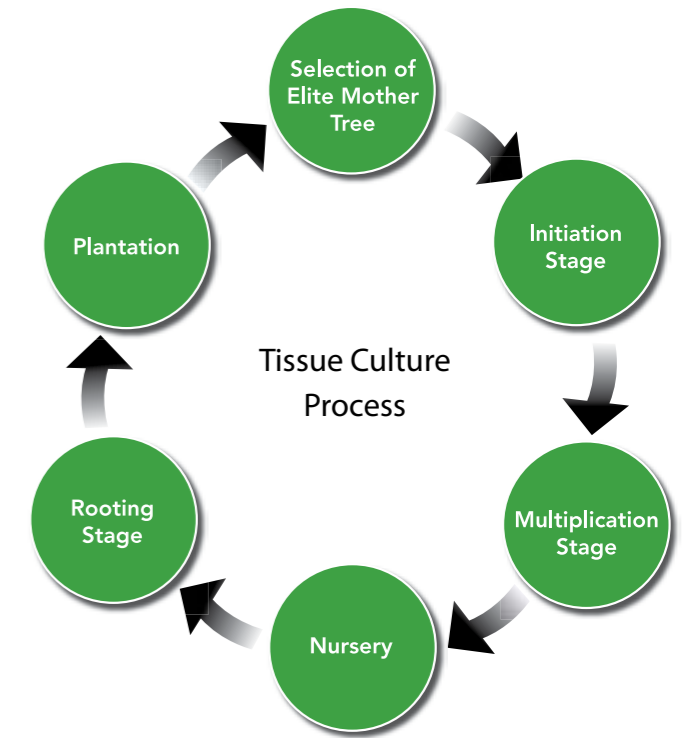 Selection of
Elite Mother
Tree
Initiation
Stage
Multiplication
Stage
Nursery
Rooting
Stage
Plantation
Tissue Culture
Process